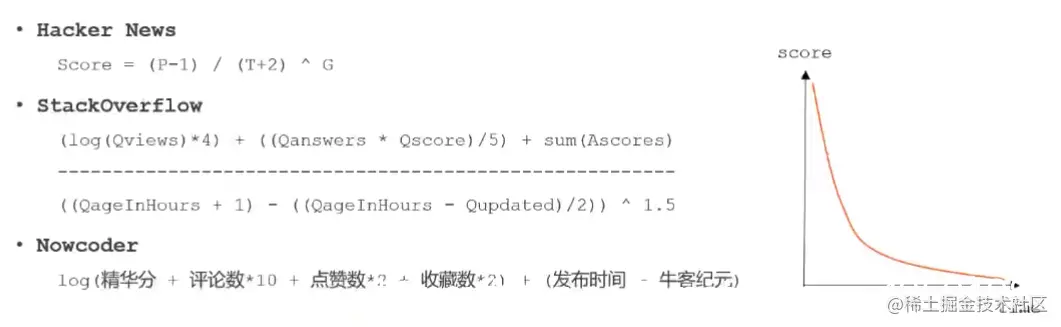 • Hacker News
Score = (P-1) / (T+2) ^ G
• StackOverflow
(log(Qviews)*4) + ((Qanswers * Qscore)/5) + sum(Ascores)
--------------------------------------------------------
((QageInHours + 1) - ((QageInHours - Qupdated)/2)) ^ 1.5
• Nowcoder
log(精华分 + 评论数*10 + 点赞数*2 + 收藏数*2) + (发布时间 - 牛客纪元)
score
@稀土掘金技术社区